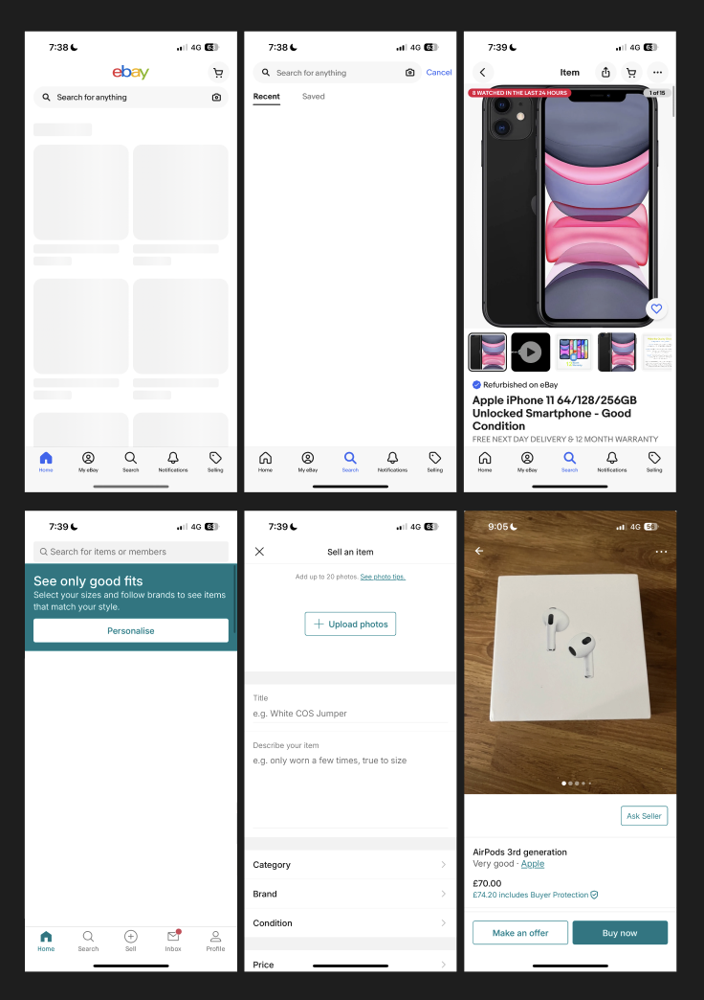 7:38
4G 63
ebay
Search for anything
Home
My eBay
Search
Notifications
Selling
7:38
4G 63
Search for anything
Cancel
Recent
Saved
Home
My eBay
Search
Notifications
Selling
7:39
4G 63
Item
8 WATCHED IN THE LAST 24 HOURS
1 of 15
Refurbished on eBay
Apple iPhone 11 64/128/256GB
Unlocked Smartphone - Good
Condition
FREE NEXT DAY DELIVERY & 12 MONTH WARRANTY
Home
My eBay
Search
Notifications
Selling
7:39
4G 63
Search for items or members
See only good fits
Select your sizes and follow brands to see items
that match your style.
Personalise
Home
Search
Sell
Inbox
Profile
7:39
4G 63
Sell an item
Add up to 20 photos. See photo tips.
Upload photos
Title
e.g. White COS Jumper
Describe your item
e.g. only worn a few times, true to size
Category
Brand
Condition
Price
9:05
4G 56
Ask Seller
AirPods 3rd generation
Very good · Apple
£70.00
£74.20 includes Buyer Protection
Make an offer
Buy now